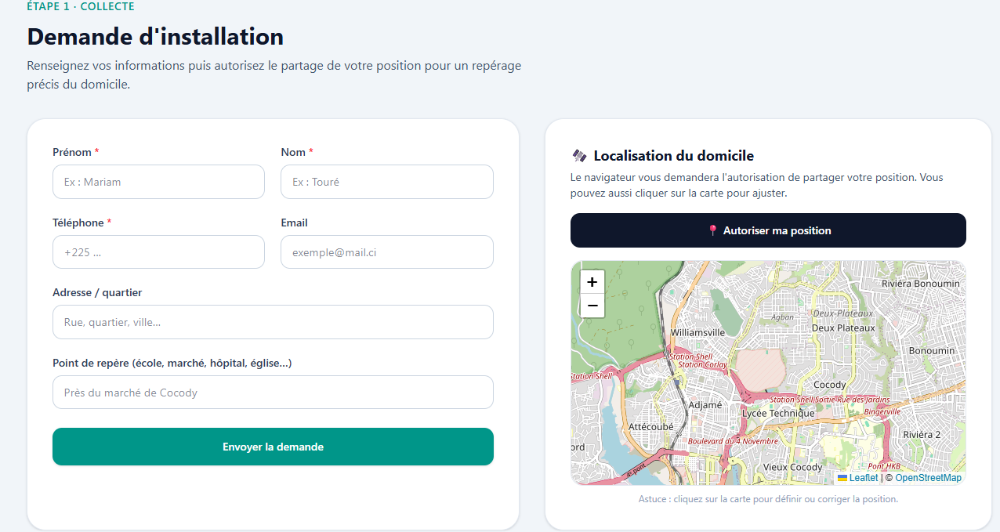 ÉTAPE 1 · COLLECTE
Demande d'installation
Renseignez vos informations puis autorisez le partage de votre position pour un repérage
précis du domicile.
Prénom *
Nom *
Ex : Mariam
Ex : Touré
Téléphone *
Email
+225 ...
exemple@mail.ci
Adresse / quartier
Rue, quartier, ville...
Point de repère (école, marché, hôpital, église...)
Près du marché de Cocody
Envoyer la demande
Localisation du domicile
Le navigateur vous demandera l'autorisation de partager votre position. Vous
pouvez aussi cliquer sur la carte pour ajuster.
Autoriser ma position
+
−
Riviéra Bonoumin
Agban
Deux-Plateaux
Deux Plateaux
Williamsville
Bonoumin
Station Shell
Station Corlay
Station Shell
Cocody
Station Shell Sortie Rue des Jardins
Adjamé
Lycée Technique
Bingerville
Attécoubé
Riviéra 2
Boulevard du 4 Novembre
ord
Vieux Cocody
Pont HKB
4e pont
Leaflet | © OpenStreetMap
Astuce : cliquez sur la carte pour définir ou corriger la position.